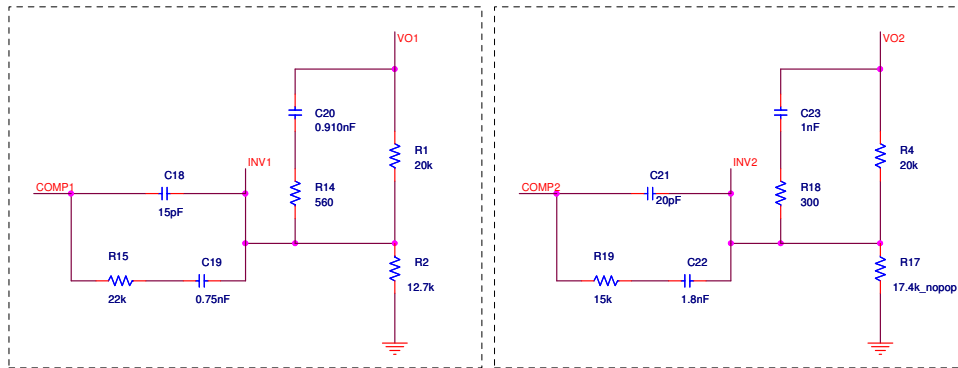 VO1
C20
0.910nF
R1
20k
INV1
C18
COMP1
15pF
R14
560
R15
C19
22k
0.75nF
R2
12.7k
VO2
C23
1nF
R4
20k
INV2
C21
COMP2
20pF
R18
300
R19
C22
15k
1.8nF
R17
17.4k_nopop